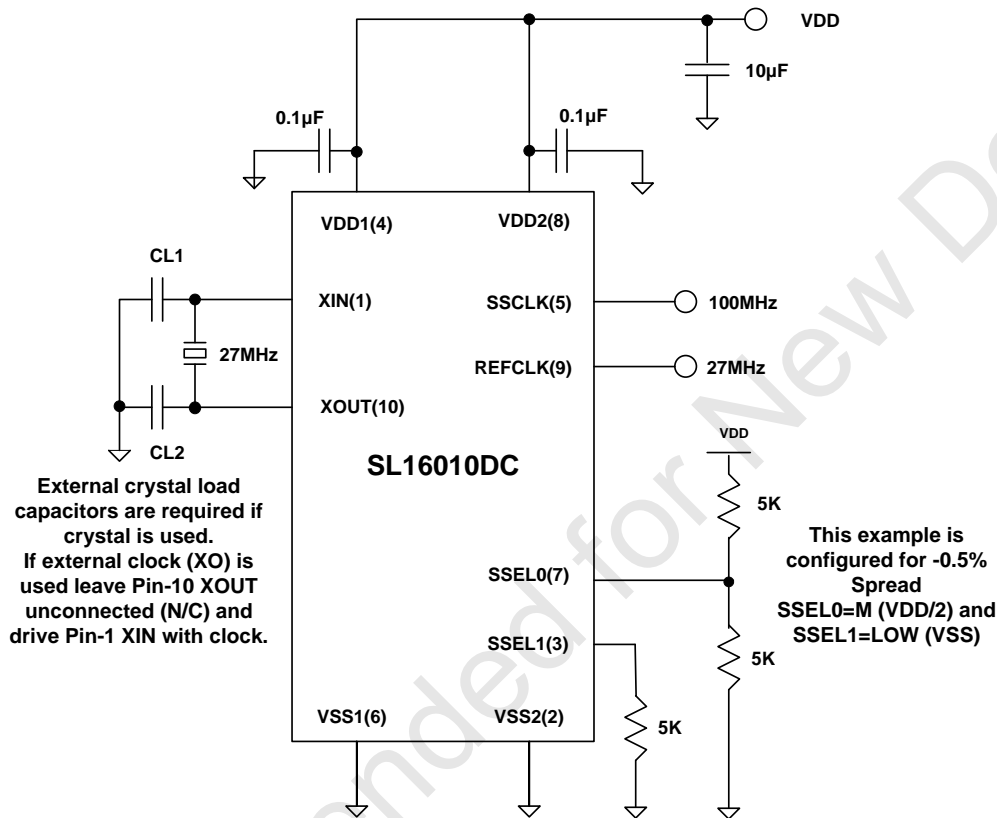 VDD
10µF
0.1µF
0.1µF
VDD1(4)
VDD2(8)
CL1
XIN(1)
SSCLK(5)
100MHz
27MHz
REFCLK(9)
27MHz
XOUT(10)
CL2
SL16010DC
VDD
5K
External crystal load
capacitors are required if
crystal is used.
If external clock (XO) is
used leave Pin-10 XOUT
unconnected (N/C) and
drive Pin-1 XIN with clock.
SSEL0(7)
This example is
configured for -0.5%
Spread
SSEL0=M (VDD/2) and
SSEL1=LOW (VSS)
SSEL1(3)
5K
5K
VSS1(6)
VSS2(2)
ended for New De